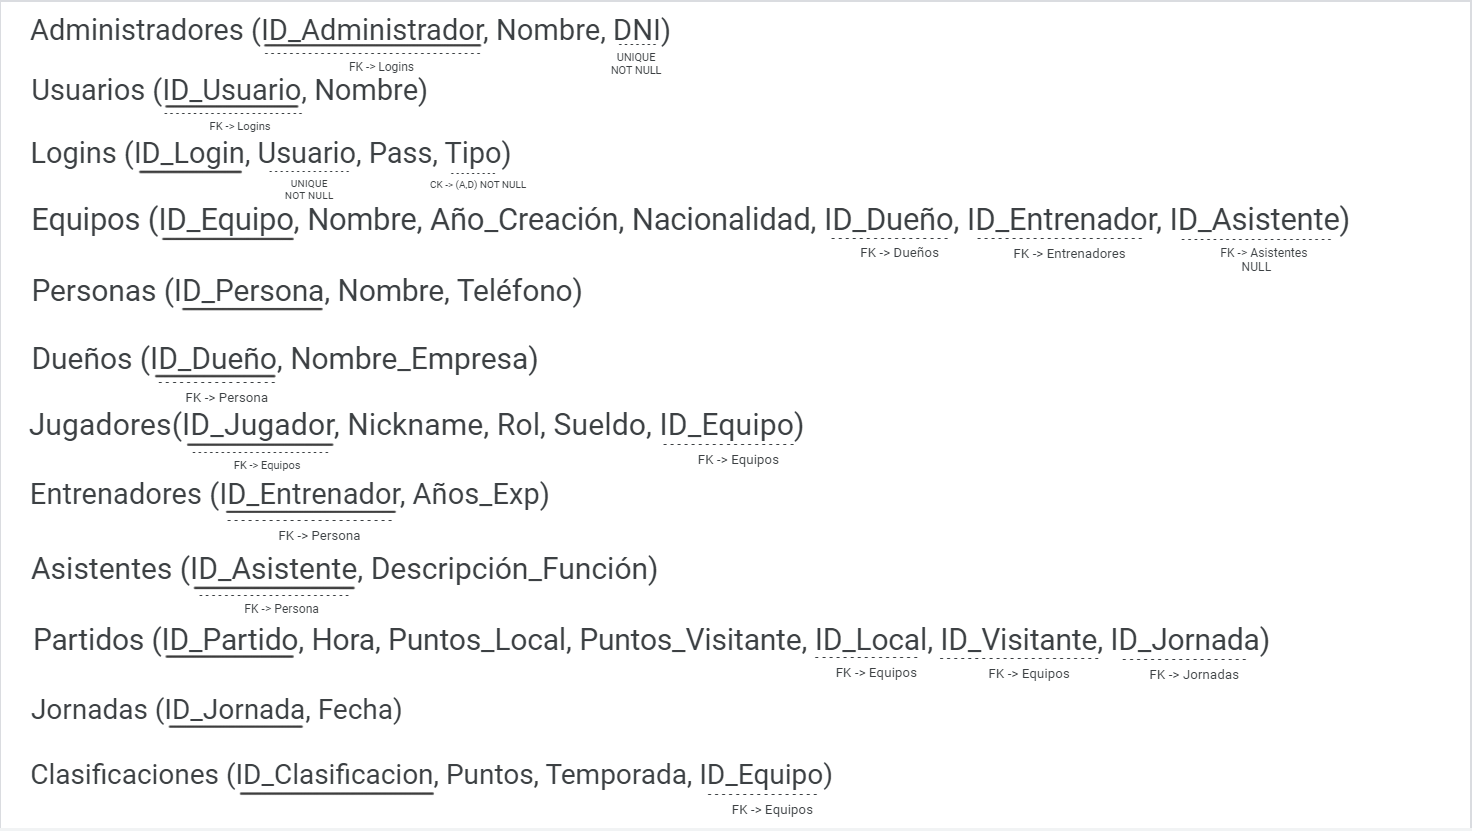 Administradores (ID_Administrador, Nombre, DNI)
FK -> Logins
UNIQUE
NOT NULL
Usuarios (ID_Usuario, Nombre)
FK -> Logins
Logins (ID_Login, Usuario, Pass, Tipo)
UNIQUE
NOT NULL
CK -> (A,D) NOT NULL
Equipos (ID_Equipo, Nombre, Año_Creación, Nacionalidad, ID_Dueño, ID_Entrenador, ID_Asistente)
FK -> Dueños
FK -> Entrenadores
FK -> Asistentes
NULL
Personas (ID_Persona, Nombre, Teléfono)
Dueños (ID_Dueño, Nombre_Empresa)
FK -> Persona
Jugadores(ID_Jugador, Nickname, Rol, Sueldo, ID_Equipo)
FK -> Equipos
FK -> Equipos
Entrenadores (ID_Entrenador, Años_Exp)
FK -> Persona
Asistentes (ID_Asistente, Descripción_Función)
FK -> Persona
Partidos (ID_Partido, Hora, Puntos_Local, Puntos_Visitante, ID_Local, ID_Visitante, ID_Jornada)
FK -> Equipos
FK -> Equipos
FK -> Jornadas
Jornadas (ID_Jornada, Fecha)
Clasificaciones (ID_Clasificacion, Puntos, Temporada, ID_Equipo)
FK -> Equipos